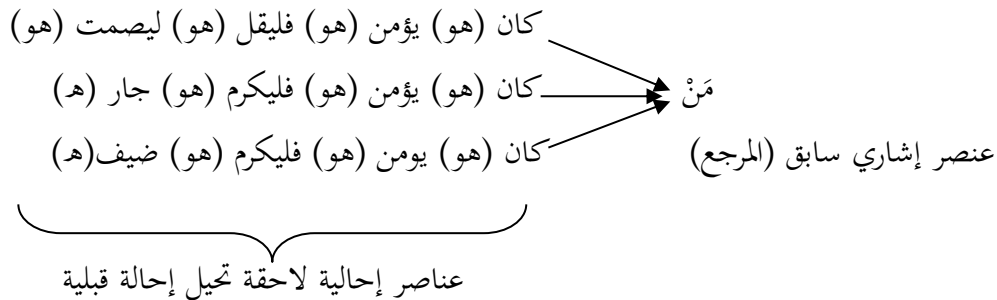 كان (هو) يؤمن (هو) فليقل (هو) ليصمت (هو)
مَنْ
كان (هو) يؤمن (هو) فليكرم (هو) جار (ه)
عنصر إشاري سابق (المرجع)
كان (هو) يومن (هو) فليكرم (هو) ضيف(ه)
عناصر إحالية لاحقة تحيل إحالة قبلية